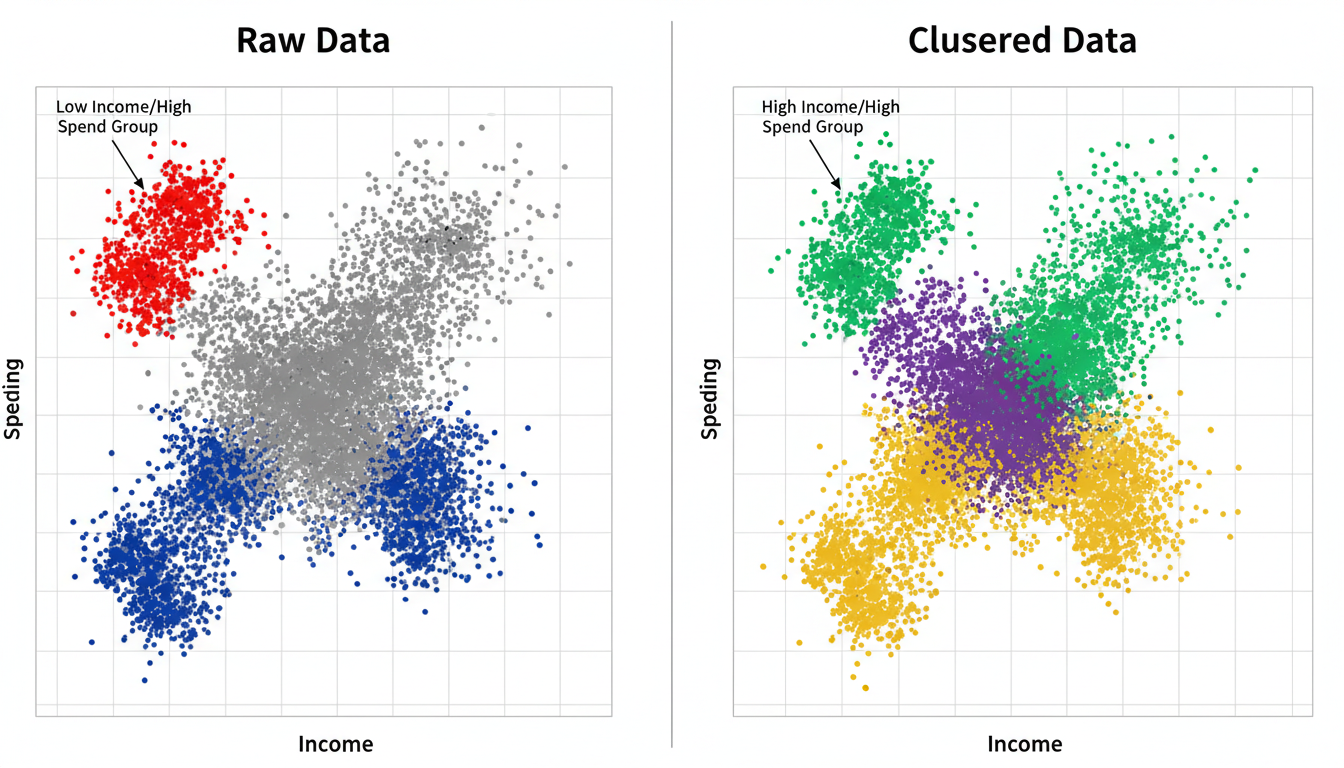 Raw Data
Low Income/High
Spend Group
Speding
Income
Clusered Data
High Income/High
Spend Group
Speding
Income